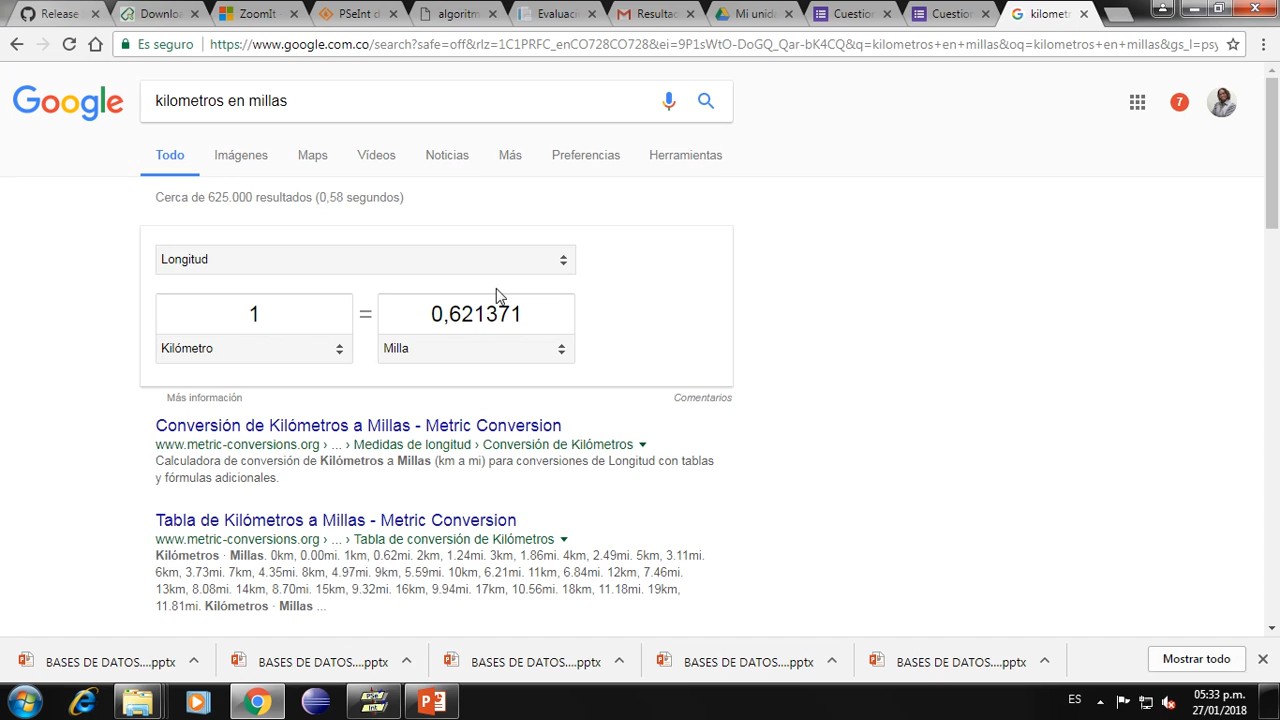 Release
Downloa
ZoomIt
PSeInt d
algoritm
Evaluaci
Resultad
Mi unida
Cuestion
Cuestion
kilometr
Es seguro
https://www.google.com.co/search?safe=off&rlz=1C1PRFC_enCO728CO728&ei=9P1sWtO-DoGQ_Qar-bK4CQ&q=kilometros+en+millas&oq=kilometros+en+millas&gs_l=psy
Google
kilometros en millas
7
Todo Imágenes Maps Vídeos Noticias Más Preferencias Herramientas
Cerca de 625.000 resultados (0,58 segundos)
Longitud
1 = 0,621371
Kilómetro Milla
Más información Comentarios
Conversión de Kilómetros a Millas - Metric Conversion
www.metric-conversions.org › ... › Medidas de longitud › Conversión de Kilómetros
Calculadora de conversión de Kilómetros a Millas (km a mi) para conversiones de Longitud con tablas
y fórmulas adicionales.
Tabla de Kilómetros a Millas - Metric Conversion
www.metric-conversions.org › ... › Tabla de conversión de Kilómetros
Kilómetros · Millas. 0km, 0.00mi. 1km, 0.62mi. 2km, 1.24mi. 3km, 1.86mi. 4km, 2.49mi. 5km, 3.11mi.
6km, 3.73mi. 7km, 4.35mi. 8km, 4.97mi. 9km, 5.59mi. 10km, 6.21mi. 11km, 6.84mi. 12km, 7.46mi.
13km, 8.08mi. 14km, 8.70mi. 15km, 9.32mi. 16km, 9.94mi. 17km, 10.56mi. 18km, 11.18mi. 19km,
11.81mi. Kilómetros · Millas ...
BASES DE DATOS....pptx
BASES DE DATOS....pptx
BASES DE DATOS....pptx
BASES DE DATOS....pptx
BASES DE DATOS....pptx
Mostrar todo
ES
05:33 p.m.
27/01/2018